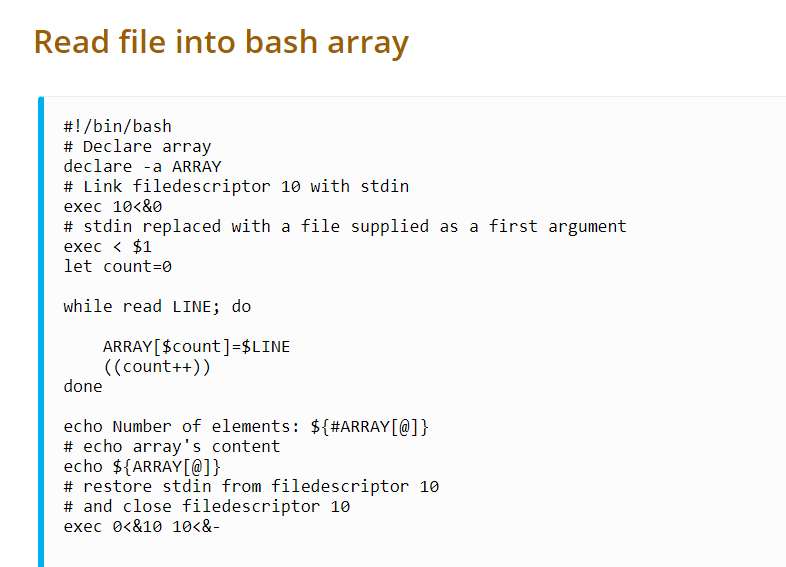 Read file into bash array
#!/bin/bash
# Declare array
declare -a ARRAY
# Link filedescriptor 10 with stdin
exec 10<&0
# stdin replaced with a file supplied as a first argument
exec < $1
let count=0
while read LINE; do
    ARRAY[$count]=$LINE
    ((count++))
done
echo Number of elements: ${#ARRAY[@]}
# echo array's content
echo ${ARRAY[@]}
# restore stdin from filedescriptor 10
# and close filedescriptor 10
exec 0<&10 10<&-